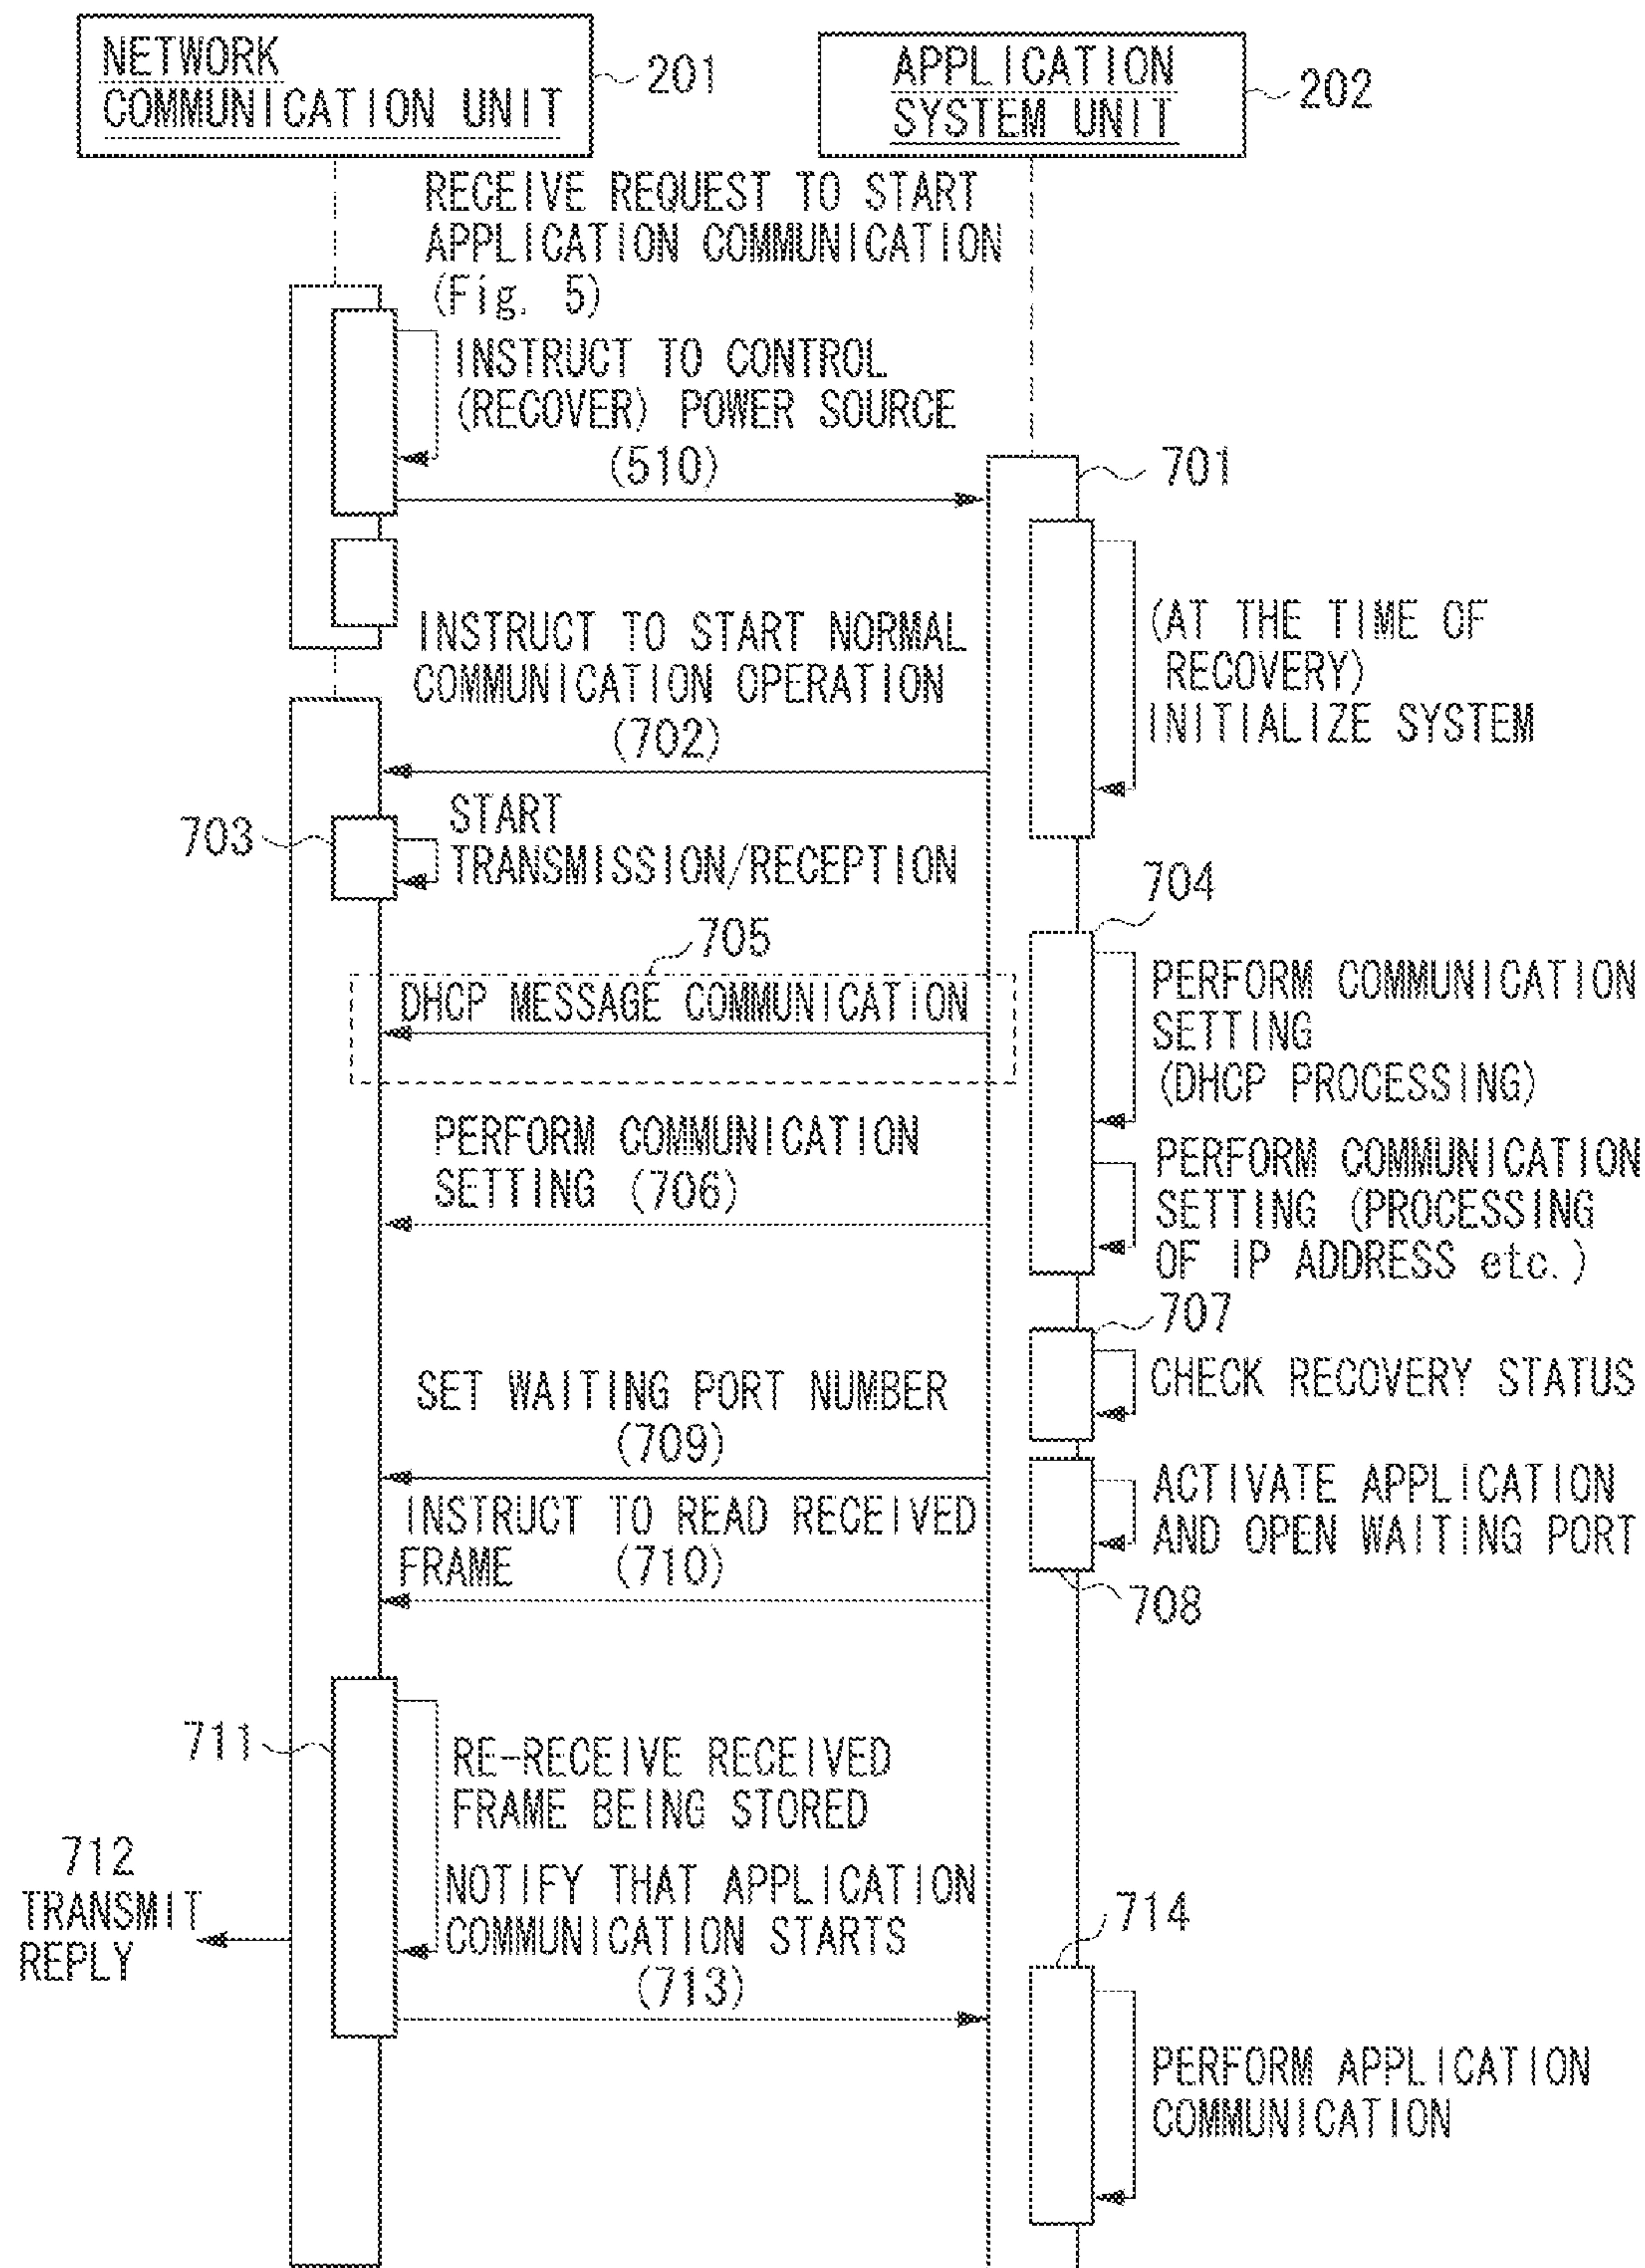 NETWORK
COMMUNICATION UNIT
201
APPLICATION
SYSTEM UNIT
202
RECEIVE REQUEST TO START
APPLICATION COMMUNICATION
(Fig. 5)
INSTRUCT TO CONTROL
(RECOVER) POWER SOURCE
(510)
701
(AT THE TIME OF
RECOVERY)
INITIALIZE SYSTEM
INSTRUCT TO START NORMAL
COMMUNICATION OPERATION
(702)
703
START
TRANSMISSION/RECEPTION
704
705
DHCP MESSAGE COMMUNICATION
PERFORM COMMUNICATION
SETTING
(DHCP PROCESSING)
PERFORM COMMUNICATION
SETTING (706)
PERFORM COMMUNICATION
SETTING (PROCESSING
OF IP ADDRESS etc.)
707
CHECK RECOVERY STATUS
SET WAITING PORT NUMBER
(709)
ACTIVATE APPLICATION
AND OPEN WAITING PORT
708
INSTRUCT TO READ RECEIVED
FRAME (710)
711
RE-RECEIVE RECEIVED
FRAME BEING STORED
712
TRANSMIT
REPLY
NOTIFY THAT APPLICATION
COMMUNICATION STARTS
(713)
714
PERFORM APPLICATION
COMMUNICATION